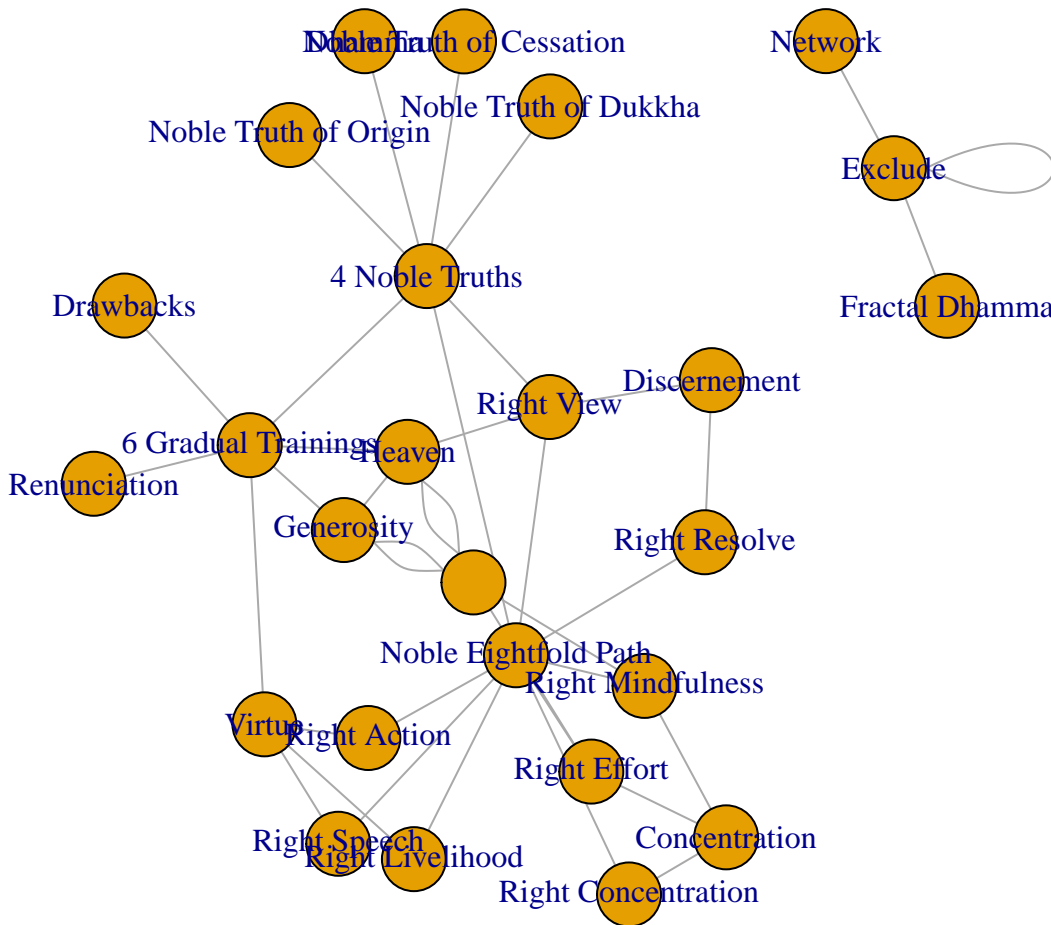 Dhamma
Noble Truth of Cessation
Network
Noble Truth of Dukkha
Noble Truth of Origin
Exclude
4 Noble Truths
Drawbacks
Fractal Dhamma
Discernement
Right View
6 Gradual Trainings
Heaven
Renunciation
Generosity
Right Resolve
Noble Eightfold Path
Right Mindfulness
Virtue
Right Action
Right Effort
Right Speech
Right Livelihood
Concentration
Right Concentration